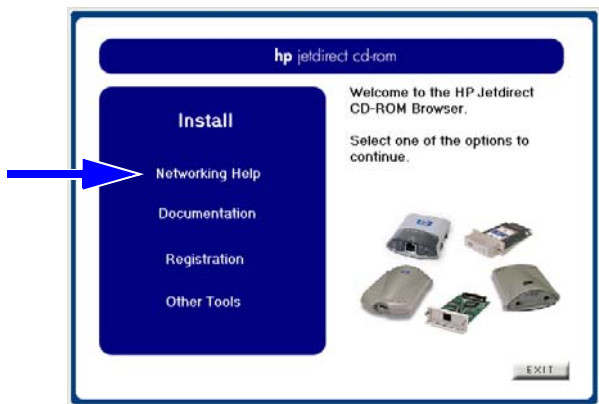 hp jetdirect cd-rom
Install
Networking Help
Documentation
Registration
Other Tools
Welcome to the HP Jetdirect
CD-ROM Browser.
Select one of the options to
continue.
EXIT